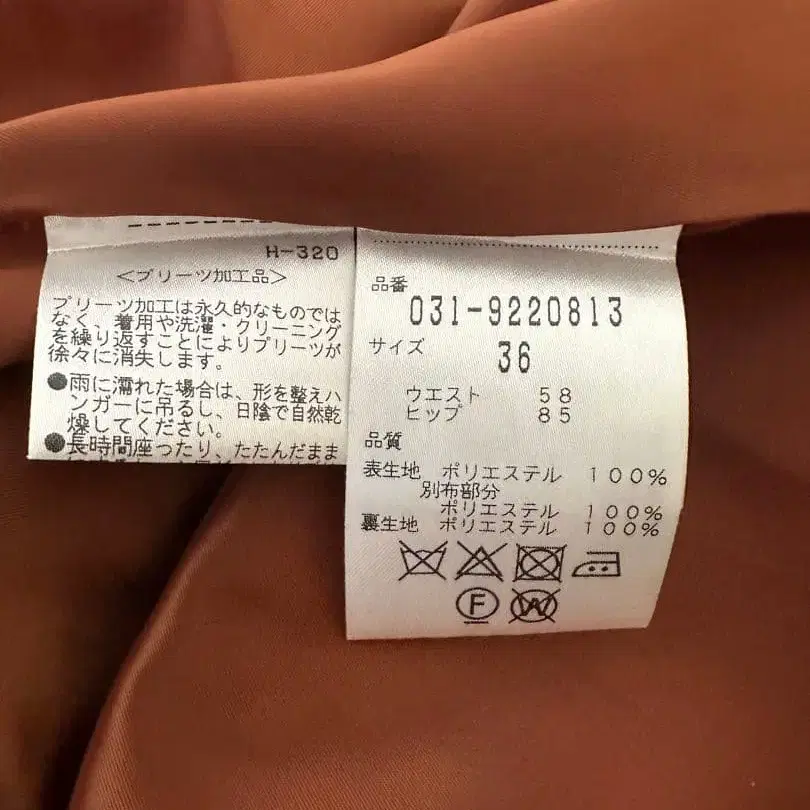 H-320
<プリーツ加工品>
プリーツ加工は永久的なものでは
なく、着用や洗濯・クリーニング
を繰り返すことによりプリーツが
徐々に消失します。
●雨に濡れた場合は、形を整えハ
ンガーに吊るし、日陰で自然乾
燥してください。
●長時間座ったり、たたんだまま
品番
031-9220813
サイズ
36
ウエスト 58
ヒップ 85
品質
表生地 ポリエステル 100%
別布部分
ポリエステル 100%
裏生地 ポリエステル 100%
F W